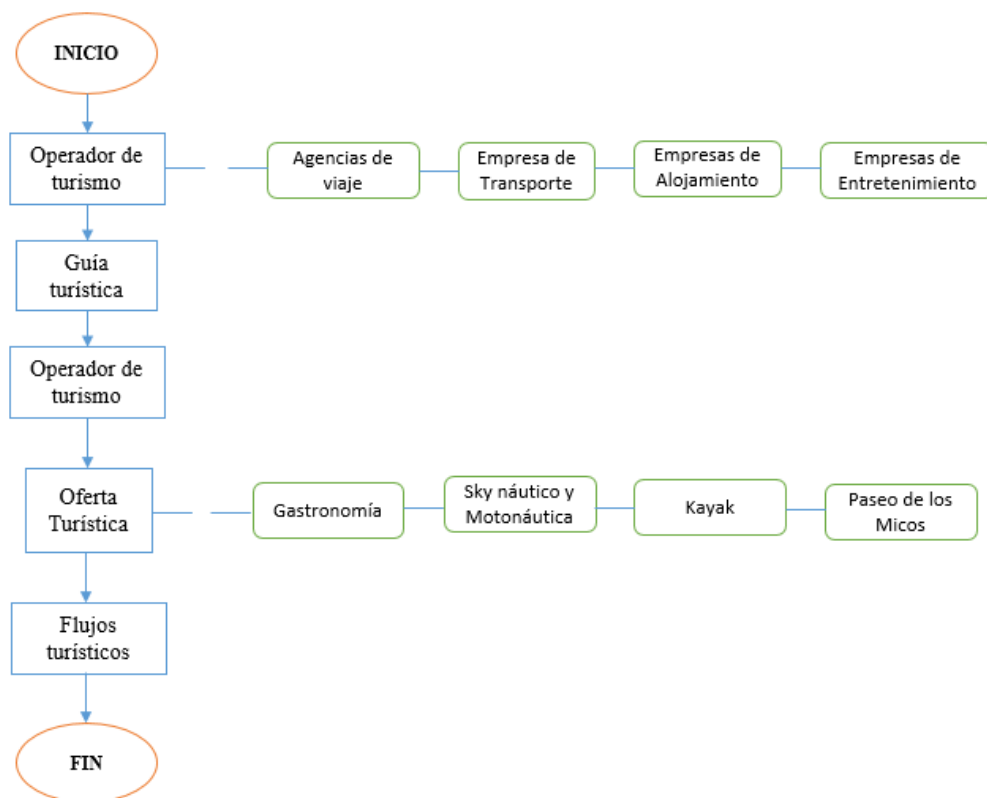 INICIO
Operador de
turismo
Agencias de
viaje
Empresa de
Transporte
Empresas de
Alojamiento
Empresas de
Entretenimiento
Guía
turística
Operador de
turismo
Oferta
Turística
Gastronomía
Sky náutico y
Motonáutica
Kayak
Paseo de los
Micos
Flujos
turísticos
FIN